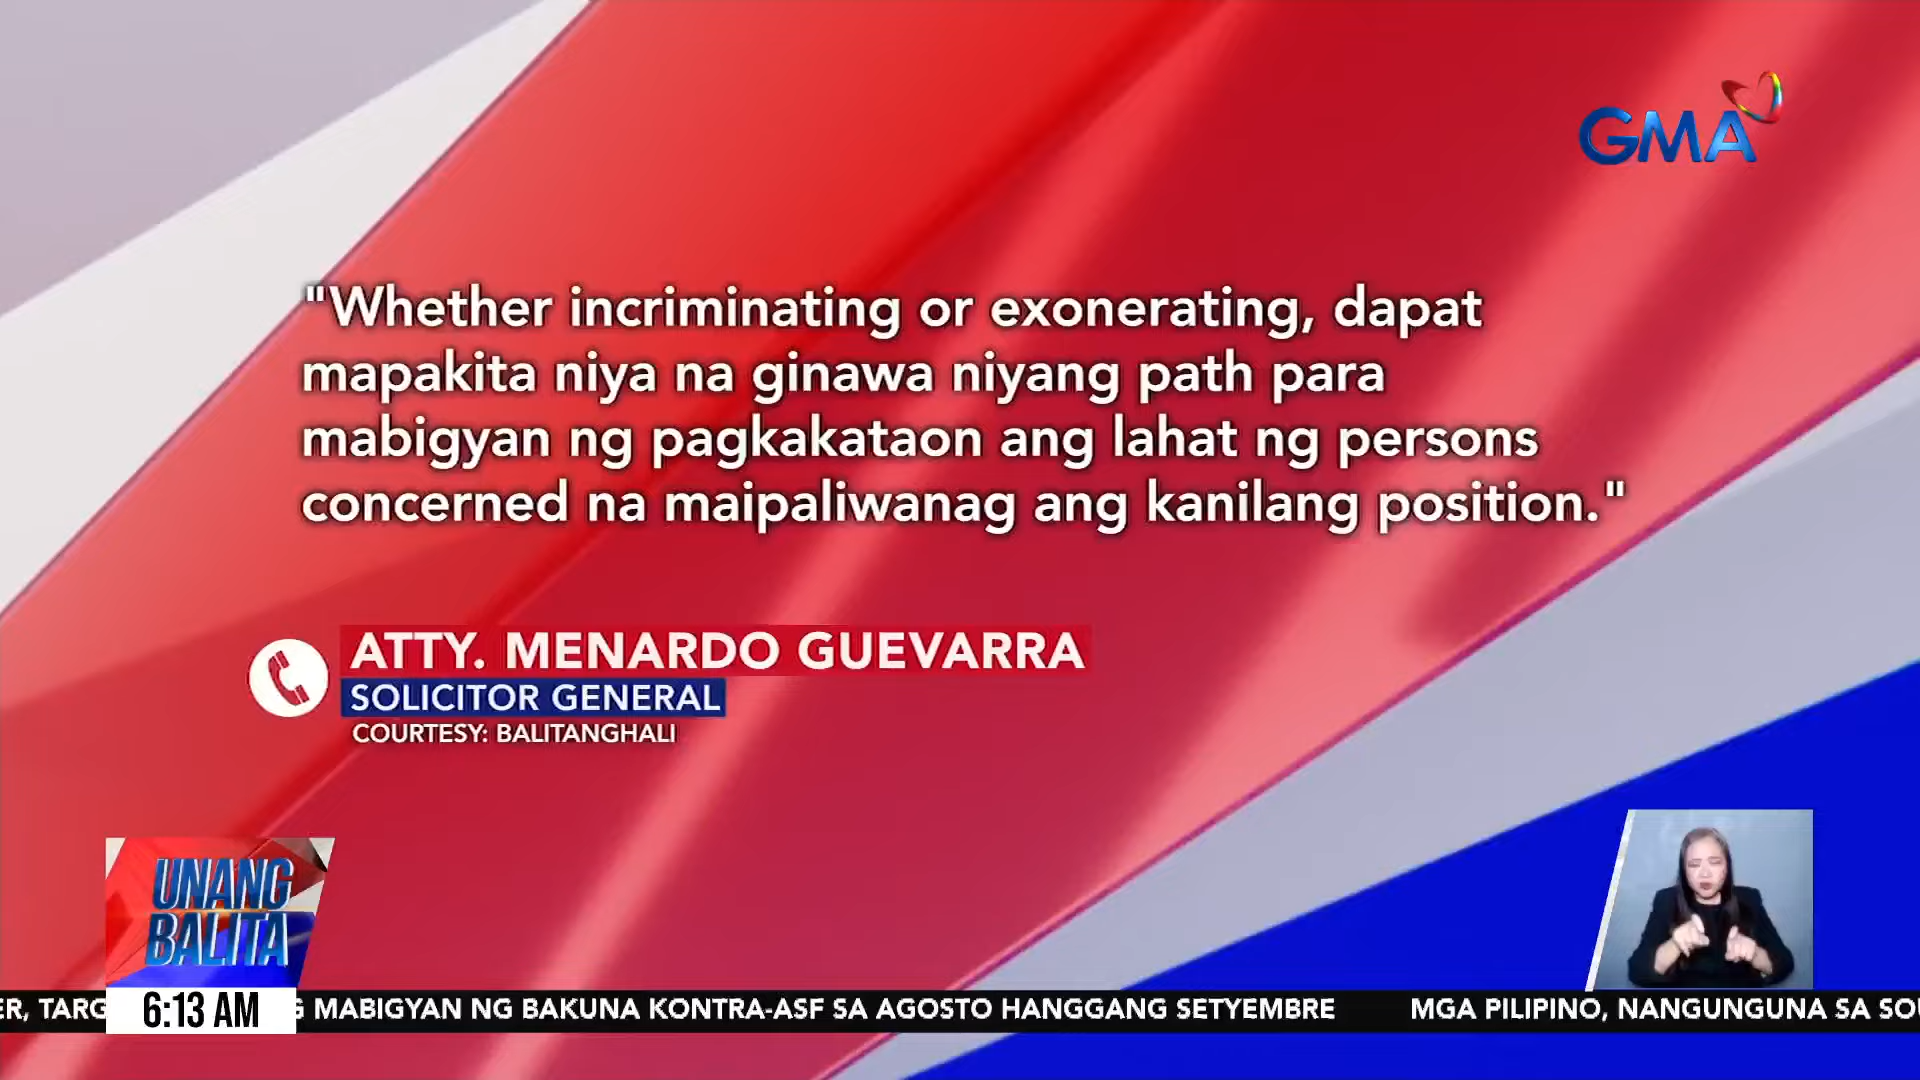 GMA
"Whether incriminating or exonerating, dapat
mapakita niya na ginawa niyang path para
mabigyan ng pagkakataon ang lahat ng persons
concerned na maipaliwanag ang kanilang position."
ATTY. MENARDO GUEVARRA
SOLICITOR GENERAL
COURTESY: BALITANGHALI
UNANG
BALITA
6:13 AM
MABIGYAN NG BAKUNA KONTRA-ASF SA AGOSTO HANGGANG SETYEMBRE MGA PILIPINO, NANGUNGUNA SA